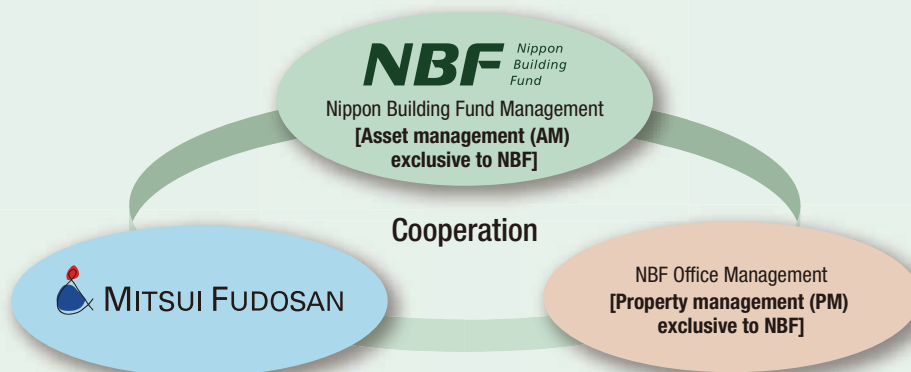 NBF Nippon
Building
Fund
Nippon Building Fund Management
[Asset management (AM)
exclusive to NBF]
Cooperation
MITSUI FUDOSAN
NBF Office Management
[Property management (PM)
exclusive to NBF]